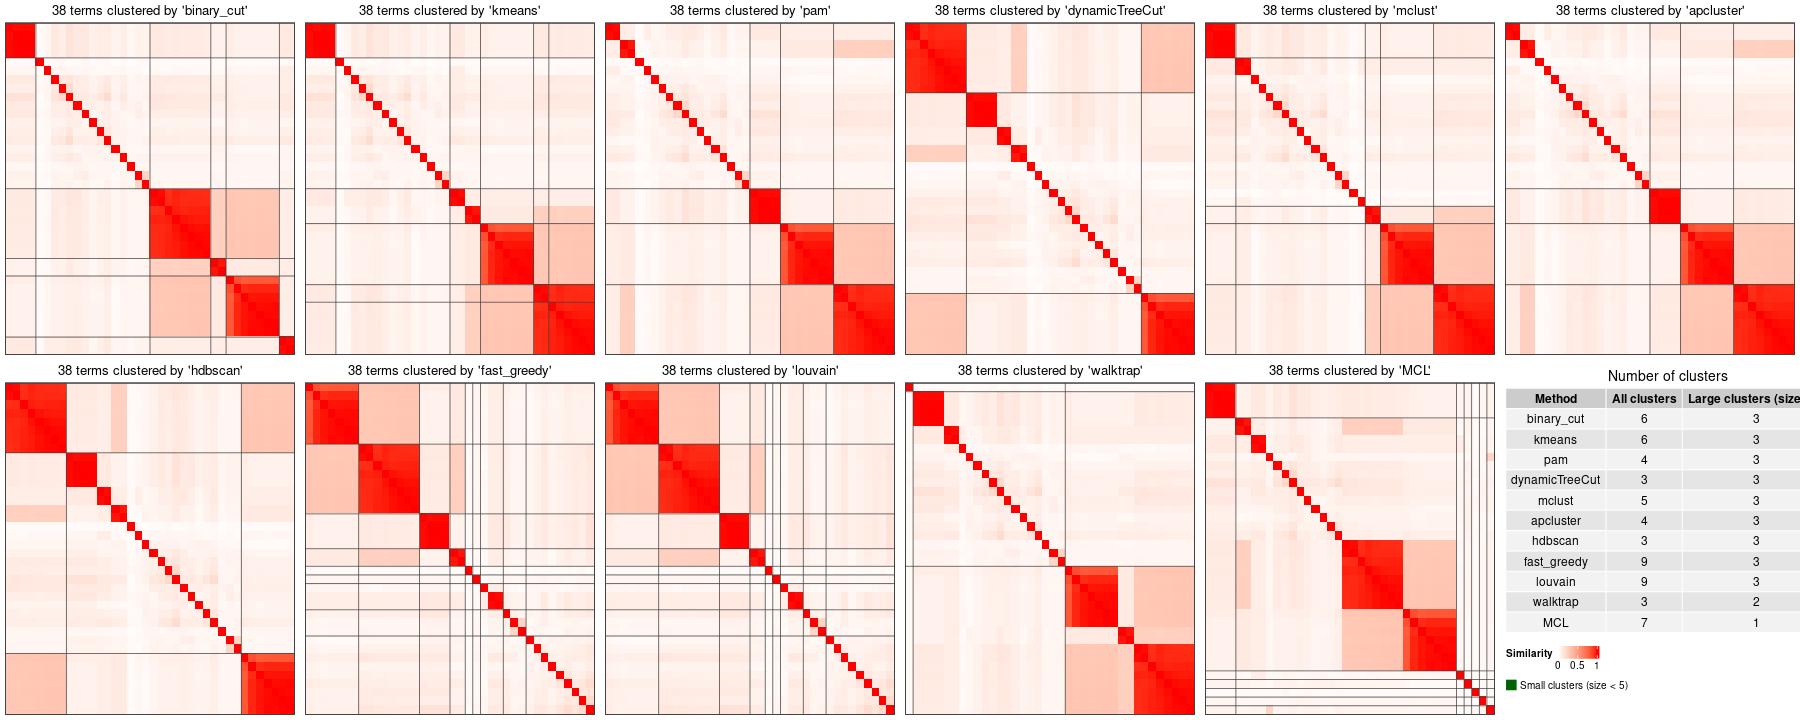 38 terms clustered by 'binary_cut'
38 terms clustered by 'kmeans'
38 terms clustered by 'pam'
38 terms clustered by 'dynamicTreeCut'
38 terms clustered by 'mclust'
38 terms clustered by 'apcluster'
38 terms clustered by 'hdbscan'
38 terms clustered by 'fast_greedy'
38 terms clustered by 'louvain'
38 terms clustered by 'walktrap'
38 terms clustered by 'MCL'
Number of clusters
Method All clusters Large clusters (size
binary_cut 6 3
kmeans 6 3
pam 4 3
dynamicTreeCut 3 3
mclust 5 3
apcluster 4 3
hdbscan 3 3
fast_greedy 9 3
louvain 9 3
walktrap 3 2
MCL 7 1
Similarity
0 0.5 1
Small clusters (size < 5)